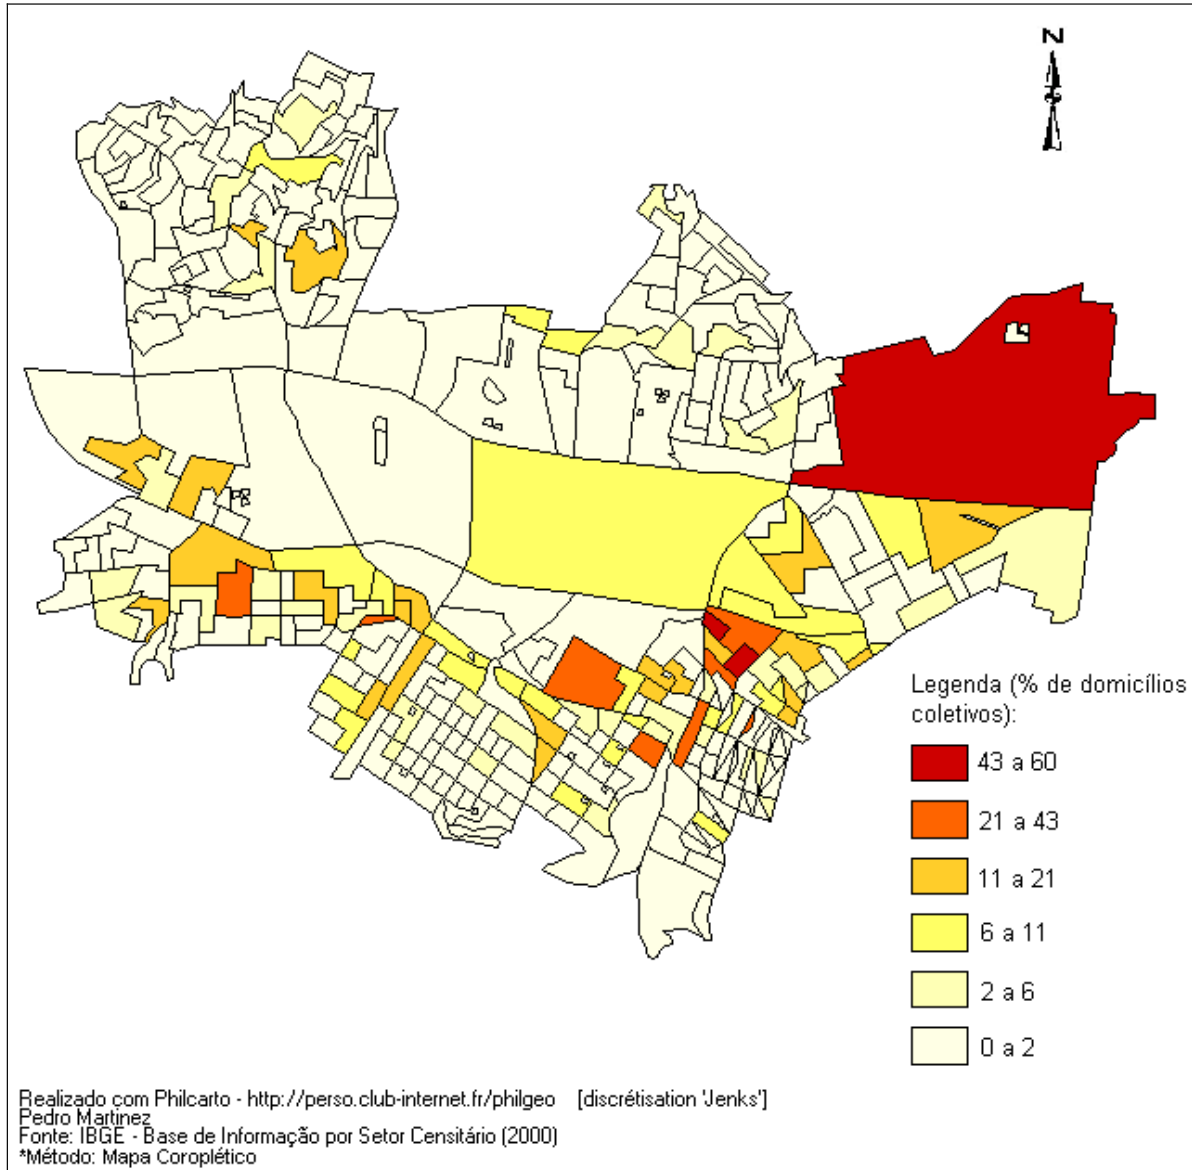 N
Legenda (% de domicílios
coletivos):
43 a 60
21 a 43
11 a 21
6 a 11
2 a 6
0 a 2
Realizado com Philcarto - http://perso.club-internet.fr/philgeo [discrétisation 'Jenks']
Pedro Martinez
Fonte: IBGE - Base de Informação por Setor Censitário (2000)
*Método: Mapa Coroplético